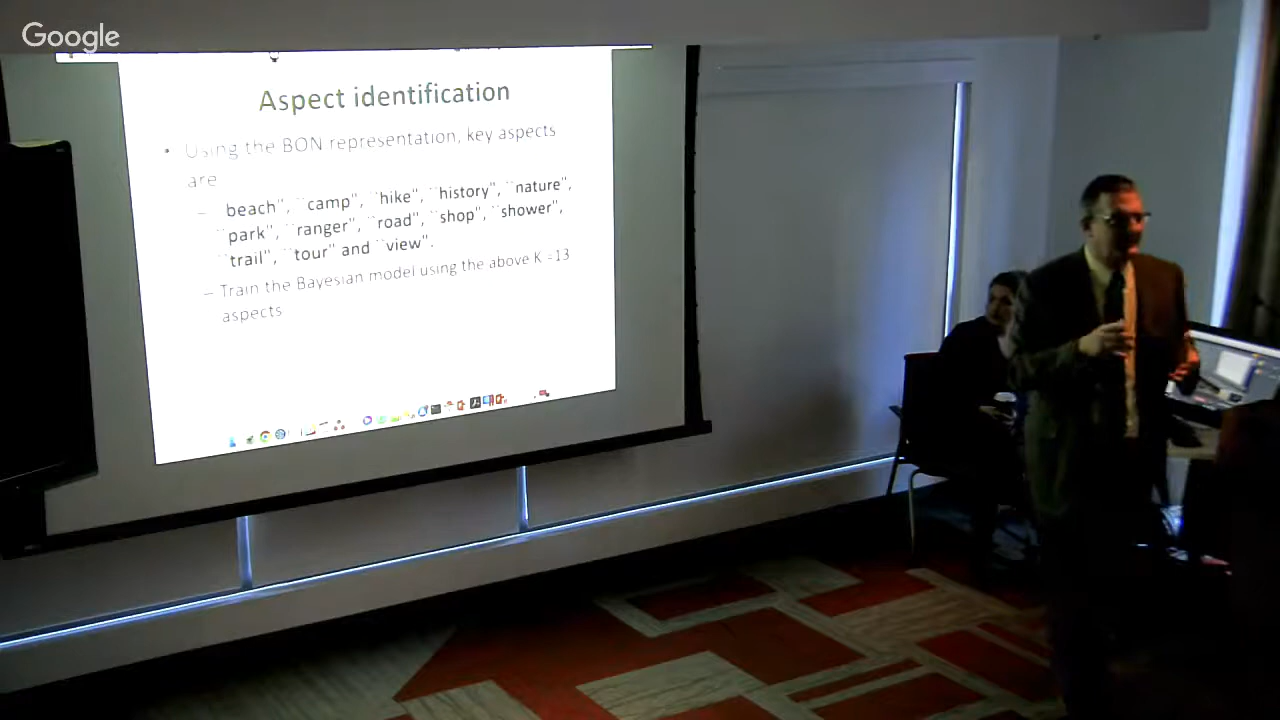 Google
Aspect identification
• Using the BON representation, key aspects
are
– ``beach'', ``camp'', ``hike'', ``history'', ``nature'',
``park'', ``ranger'', ``road'', ``shop'', ``shower'',
``trail'', ``tour'' and ``view''.
– Train the Bayesian model using the above K =13
aspects